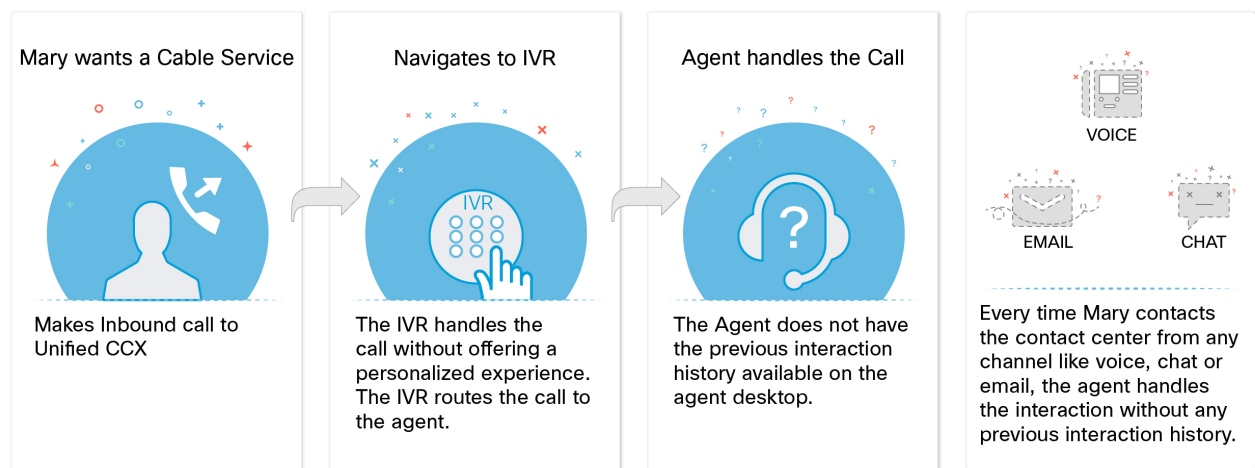 Mary wants a Cable Service
Makes Inbound call to
Unified CCX
Navigates to IVR
IVR
The IVR handles the
call without offering a
personalized experience.
The IVR routes the call to
the agent.
Agent handles the Call
?
The Agent does not have
the previous interaction
history available on the
agent desktop.
VOICE
EMAIL
CHAT
Every time Mary contacts
the contact center from any
channel like voice, chat or
email, the agent handles
the interaction without any
previous interaction history.